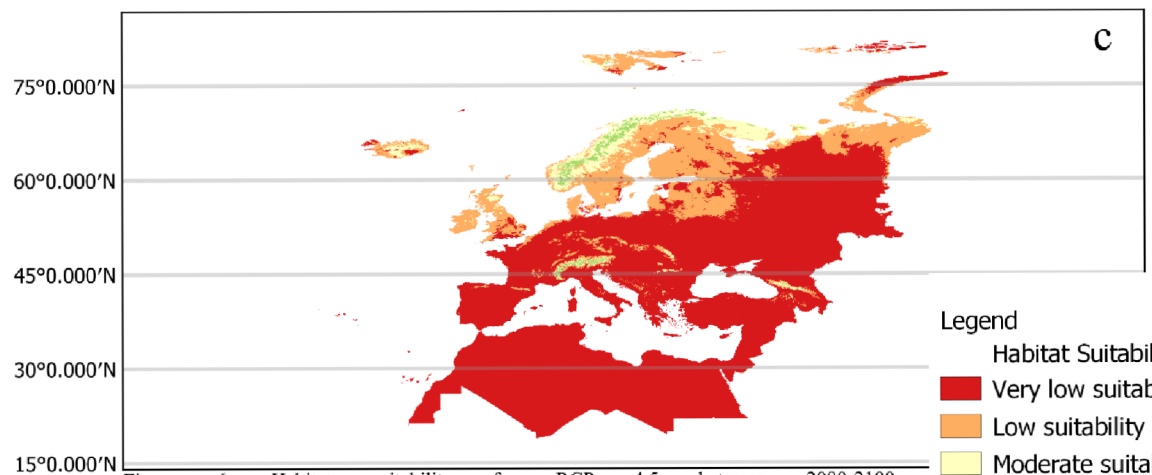 c
75°0.000′N
60°0.000′N
45°0.000′N
30°0.000′N
15°0.000′N
Legend
Habitat Suitabil
Very low suitab
Low suitability
Moderate suital